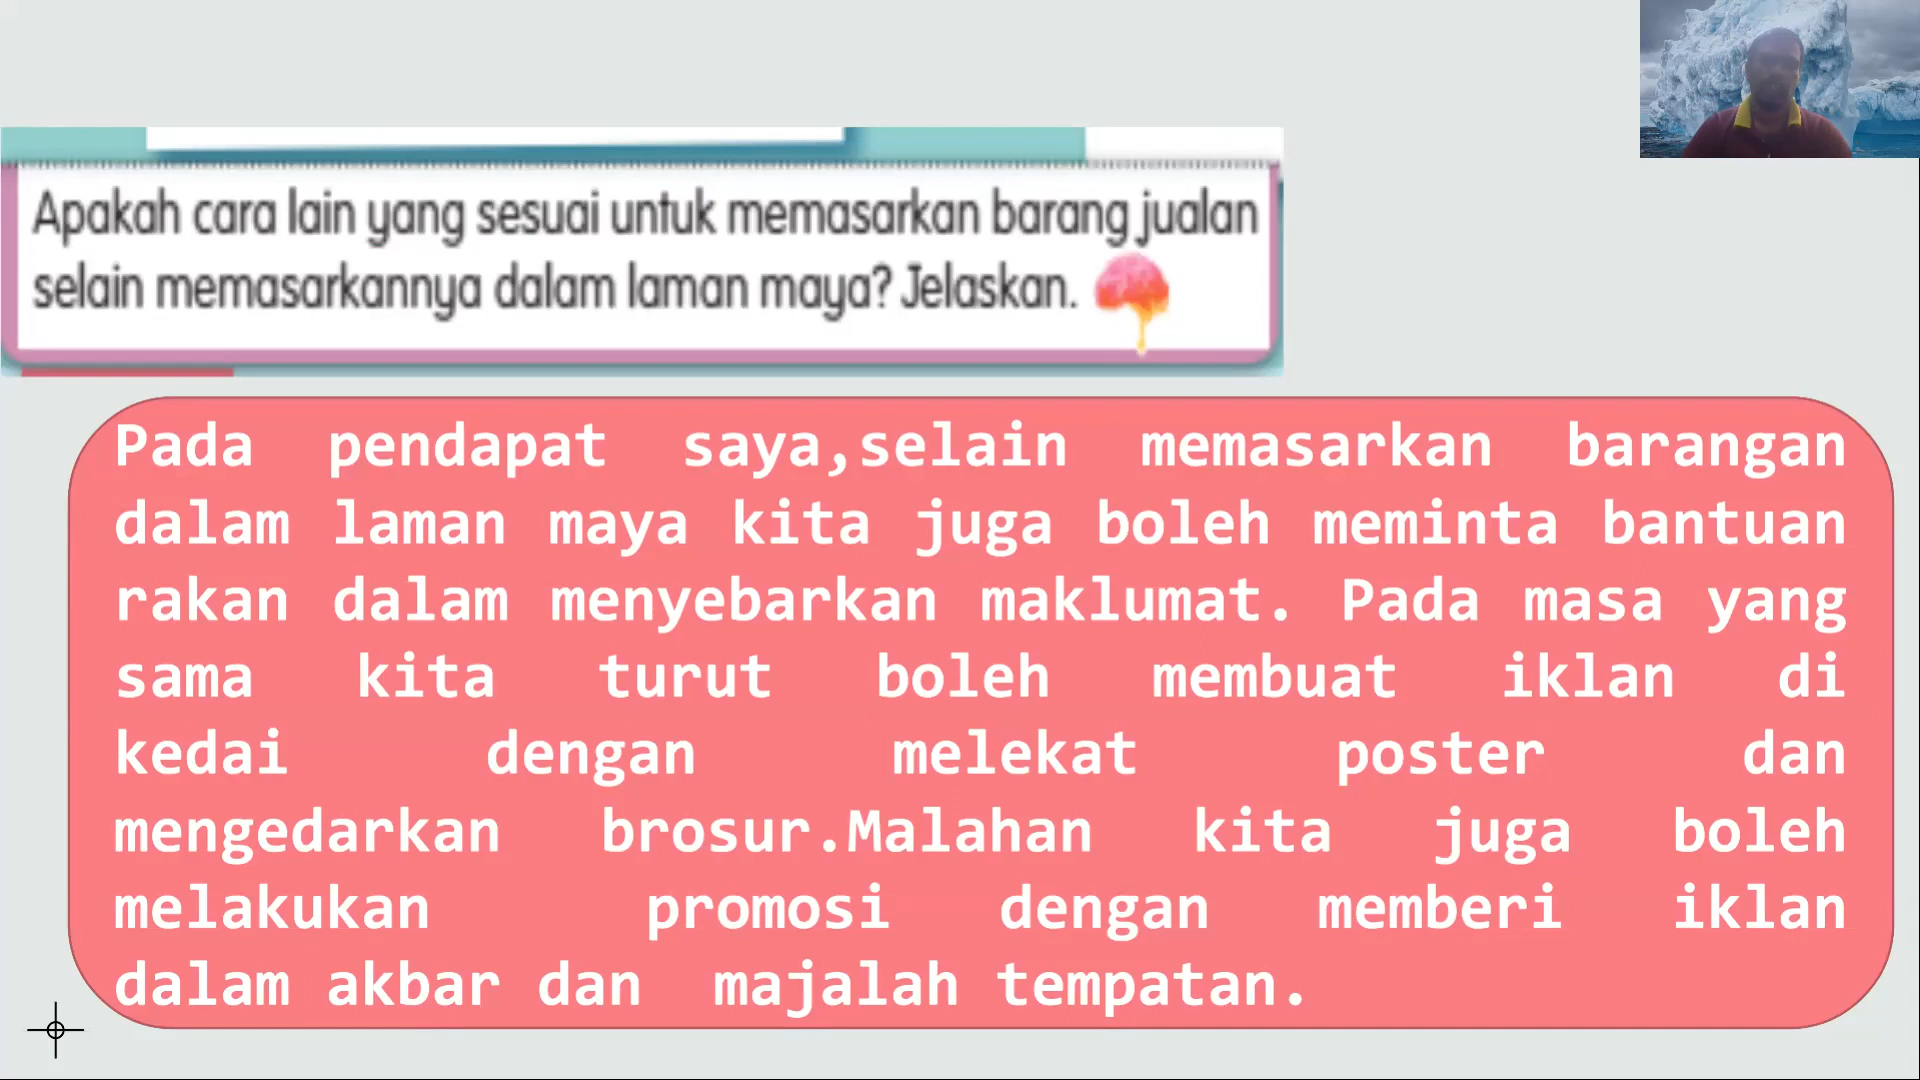 Apakah cara lain yang sesuai untuk memasarkan barang jualan
selain memasarkannya dalam laman maya? Jelaskan.
Pada pendapat saya,selain memasarkan barangan
dalam laman maya kita juga boleh meminta bantuan
rakan dalam menyebarkan maklumat. Pada masa yang
sama kita turut boleh membuat iklan di
kedai dengan melekat poster dan
mengedarkan brosur.Malahan kita juga boleh
melakukan promosi dengan memberi iklan
dalam akbar dan majalah tempatan.